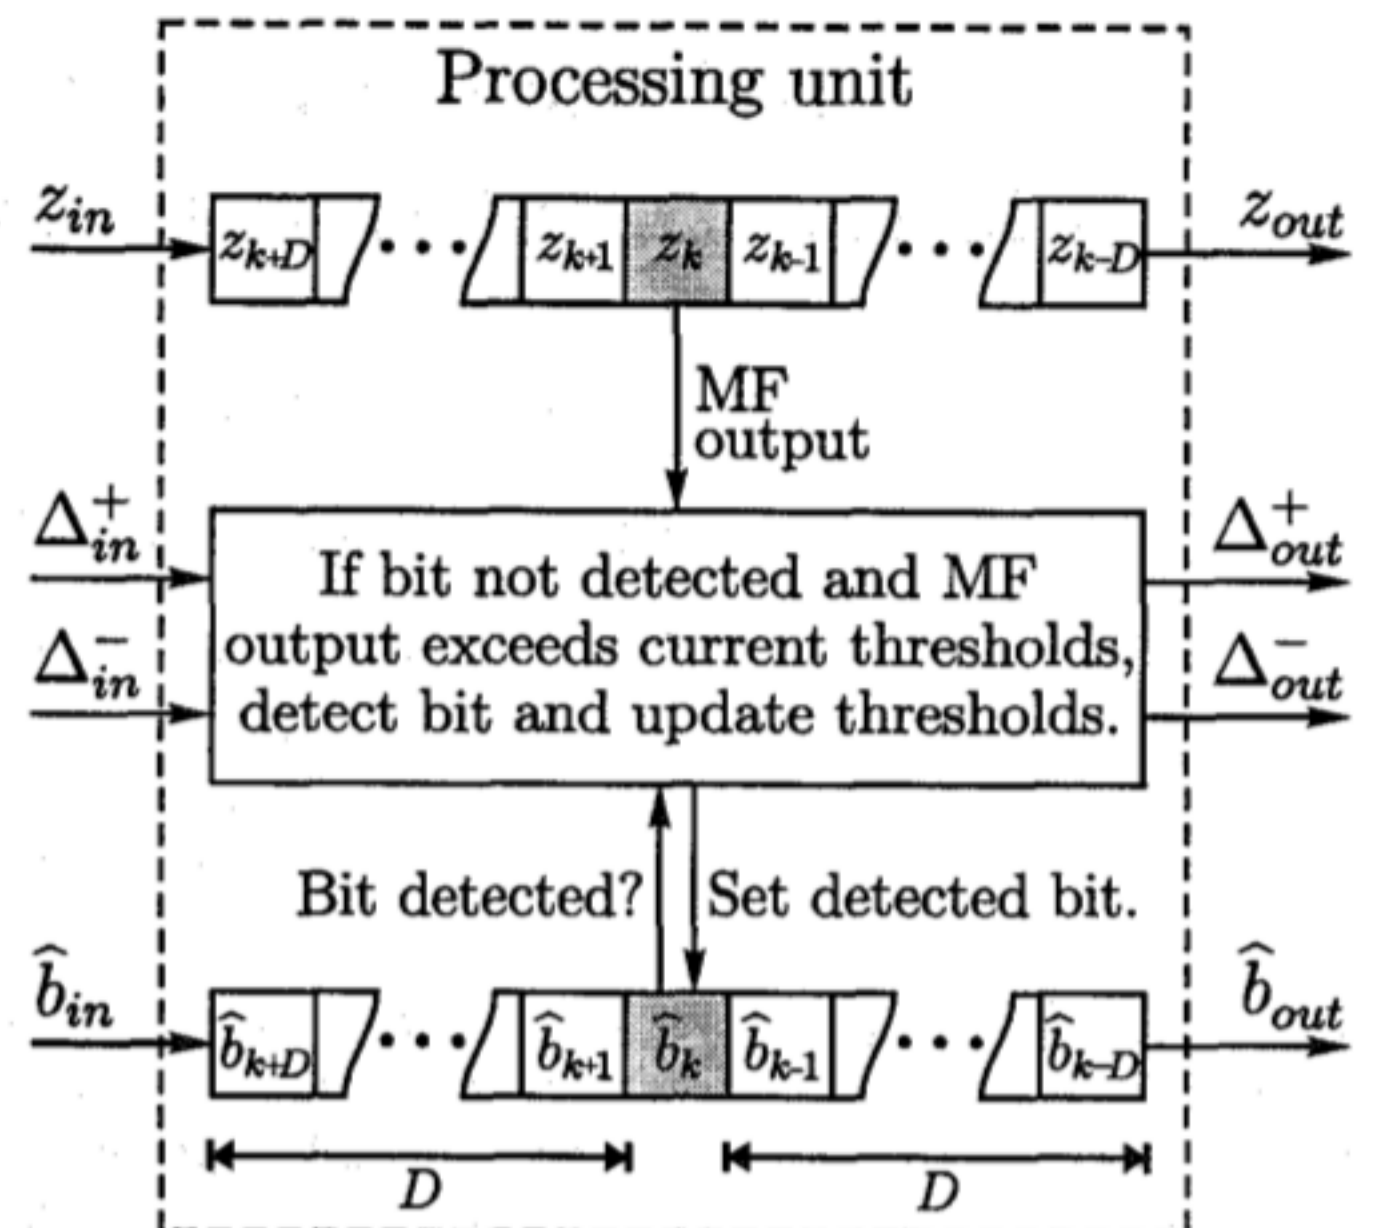 Processing unit
z_in
z_{k+D} ... z_{k+1} z_k z_{k-1} ... z_{k-D}
z_out
MF
output
Δ^+_in
Δ^-_in
If bit not detected and MF
output exceeds current thresholds,
detect bit and update thresholds.
Δ^+_out
Δ^-_out
Bit detected?
Set detected bit.
b̂_in
b̂_{k+D} ... b̂_{k+1} b̂_k b̂_{k-1} ... b̂_{k-D}
b̂_out
D
D